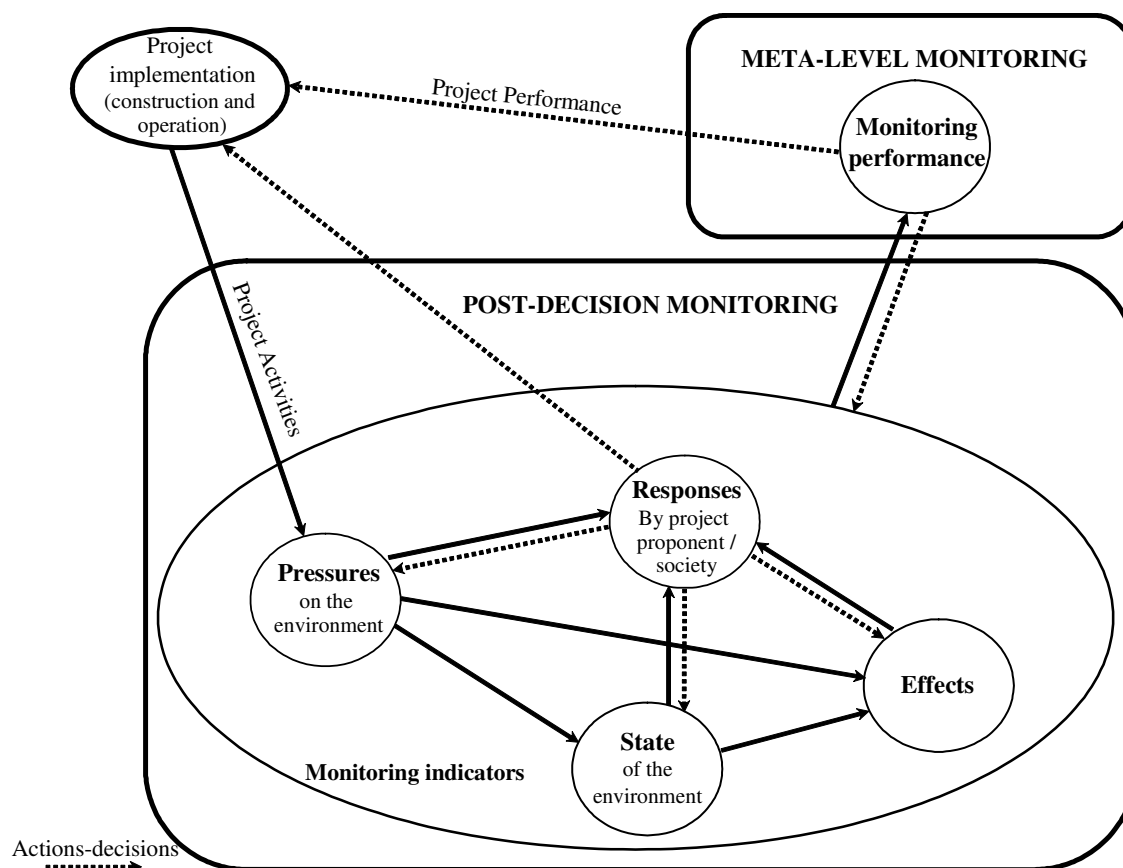 Project
implementation
(construction and
operation)
META-LEVEL MONITORING
Project Performance
Monitoring
performance
Project Activities
POST-DECISION MONITORING
Responses
By project
proponent /
society
Pressures
on the
environment
Effects
State
of the
environment
Monitoring indicators
Actions-decisions